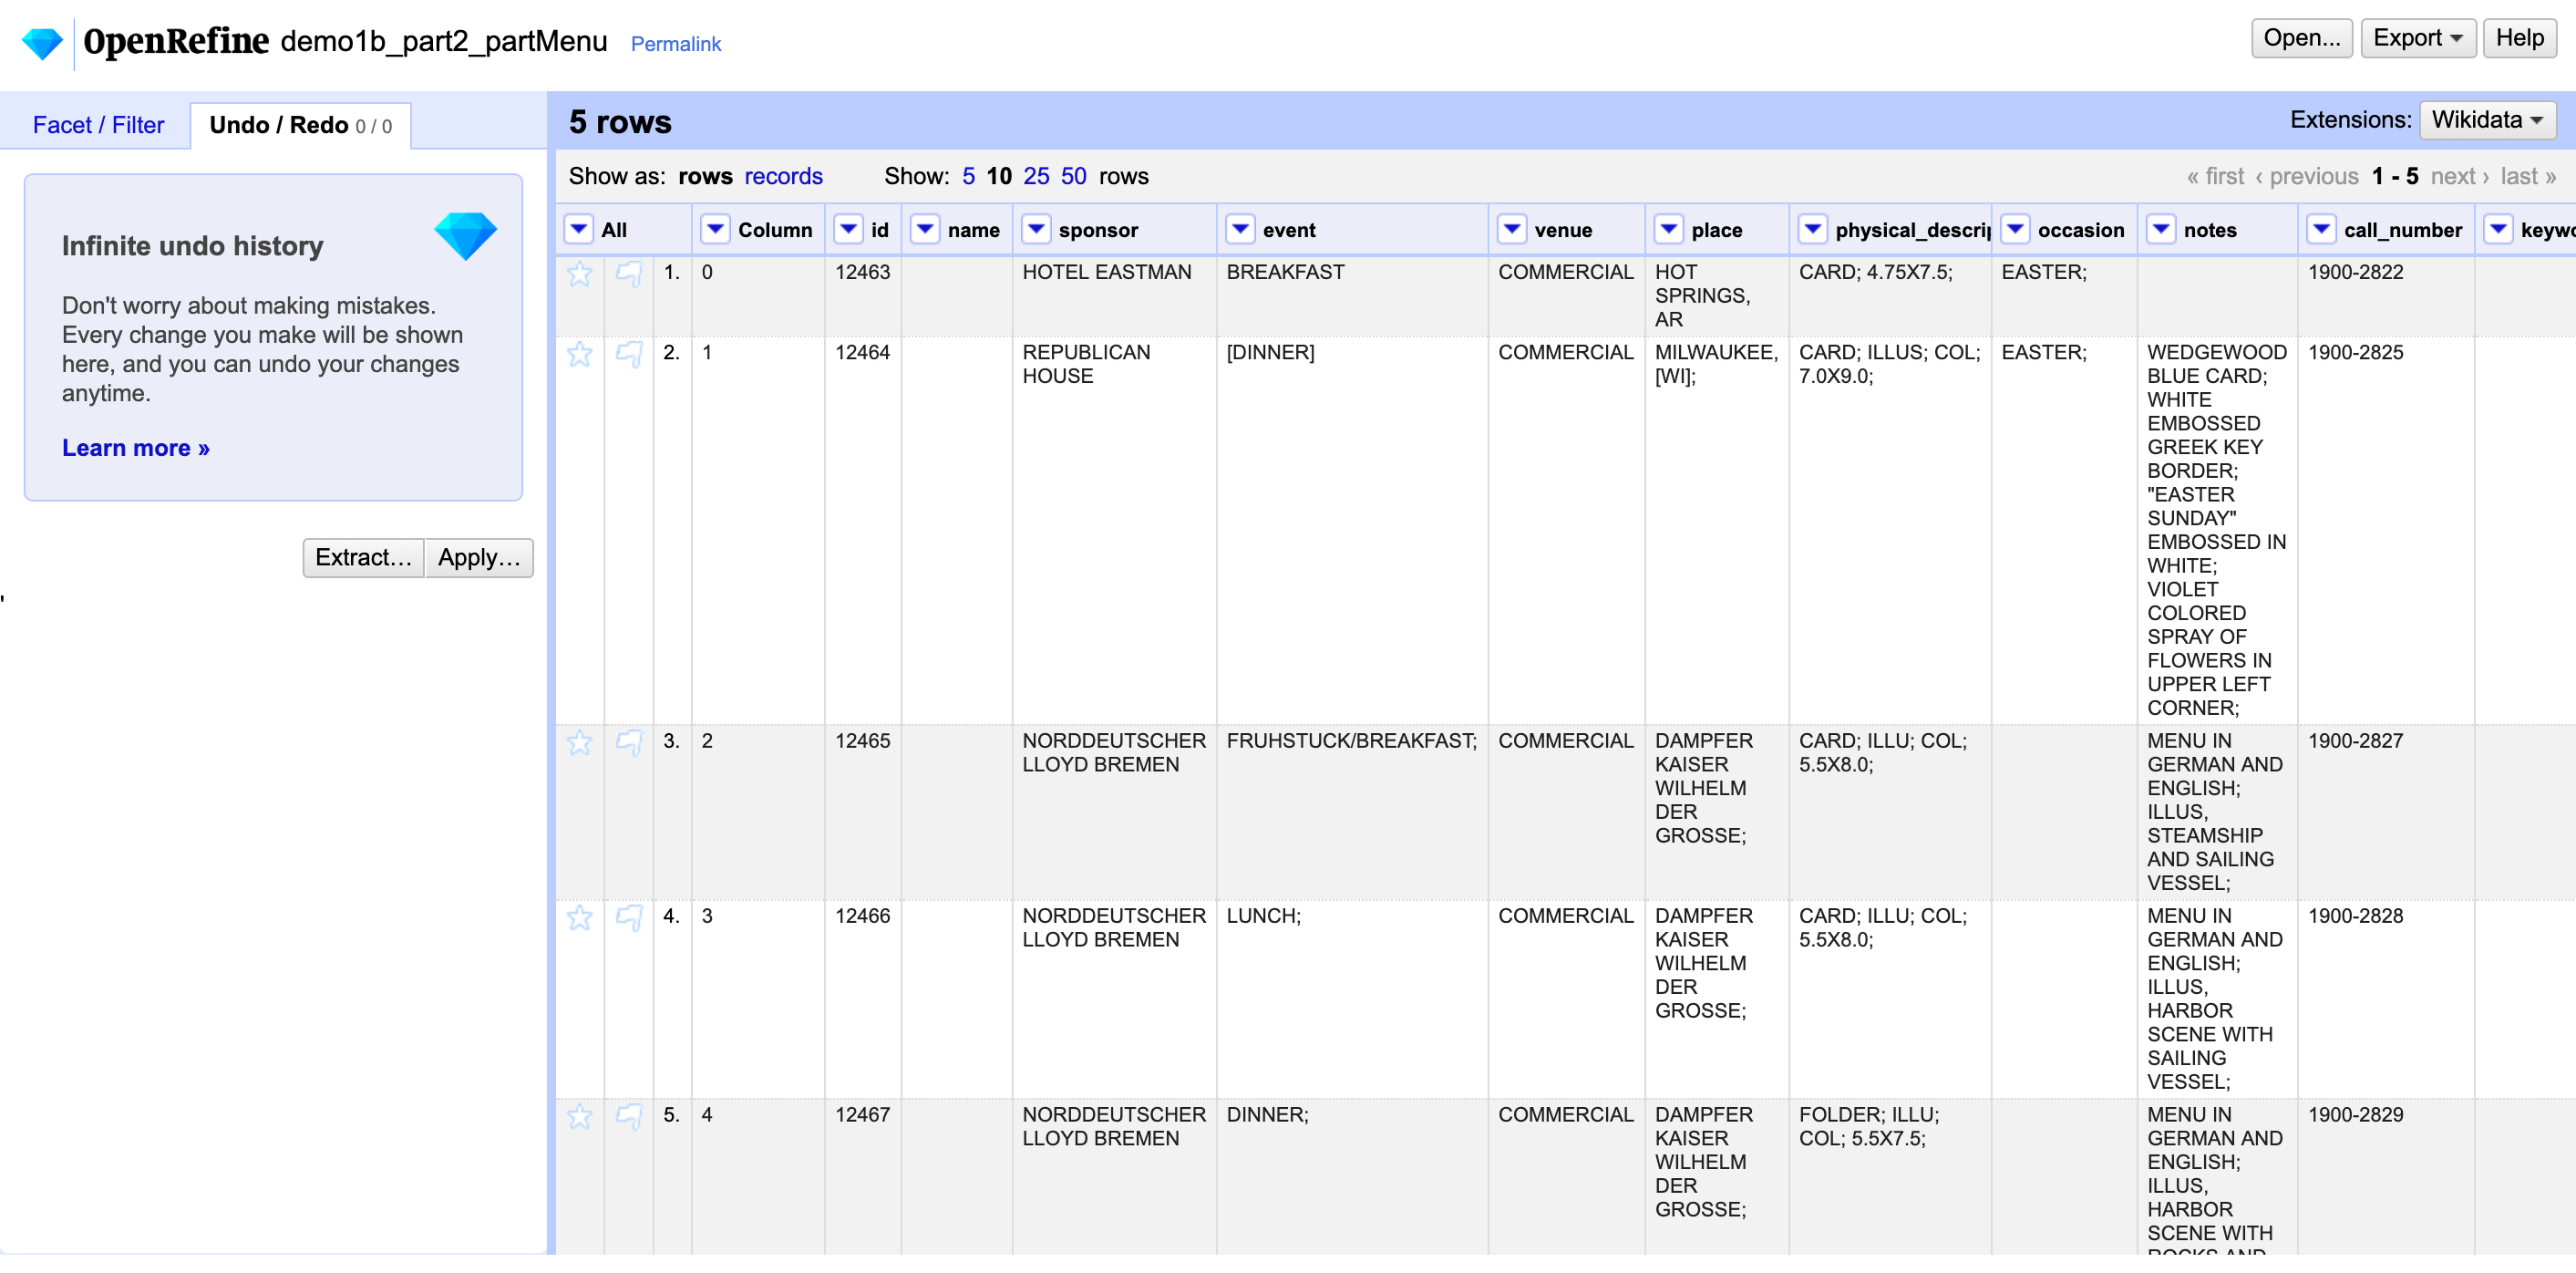 OpenRefine demo1b_part2_partMenu Permalink Open... Export Help
Facet / Filter Undo / Redo 0 / 0
5 rows Extensions: Wikidata
Infinite undo history
Don't worry about making mistakes.
Every change you make will be shown
here, and you can undo your changes
anytime.
Learn more »
Extract... Apply...
Show as: rows records Show: 5 10 25 50 rows « first ‹ previous 1 - 5 next › last »
All Column id name sponsor event venue place physical_descrip occasion notes call_number keywo
1. 0 12463 HOTEL EASTMAN BREAKFAST COMMERCIAL HOT CARD; 4.75X7.5; EASTER; 1900-2822
SPRINGS,
AR
2. 1 12464 REPUBLICAN [DINNER] COMMERCIAL MILWAUKEE, CARD; ILLUS; COL; EASTER; WEDGEWOOD 1900-2825
HOUSE [WI]; 7.0X9.0; BLUE CARD;
WHITE
EMBOSSED
GREEK KEY
BORDER;
"EASTER
SUNDAY"
EMBOSSED IN
WHITE;
VIOLET
COLORED
SPRAY OF
FLOWERS IN
UPPER LEFT
CORNER;
3. 2 12465 NORDDEUTSCHER FRUHSTUCK/BREAKFAST; COMMERCIAL DAMPFER CARD; ILLU; COL; MENU IN 1900-2827
LLOYD BREMEN KAISER 5.5X8.0; GERMAN AND
WILHELM ENGLISH;
DER ILLUS,
GROSSE; STEAMSHIP
AND SAILING
VESSEL;
4. 3 12466 NORDDEUTSCHER LUNCH; COMMERCIAL DAMPFER CARD; ILLU; COL; MENU IN 1900-2828
LLOYD BREMEN KAISER 5.5X8.0; GERMAN AND
WILHELM ENGLISH;
DER ILLUS,
GROSSE; HARBOR
SCENE WITH
SAILING
VESSEL;
5. 4 12467 NORDDEUTSCHER DINNER; COMMERCIAL DAMPFER FOLDER; ILLU; MENU IN 1900-2829
LLOYD BREMEN KAISER COL; 5.5X7.5; GERMAN AND
WILHELM ENGLISH;
DER ILLUS,
GROSSE; HARBOR
SCENE WITH
ROCKS AND